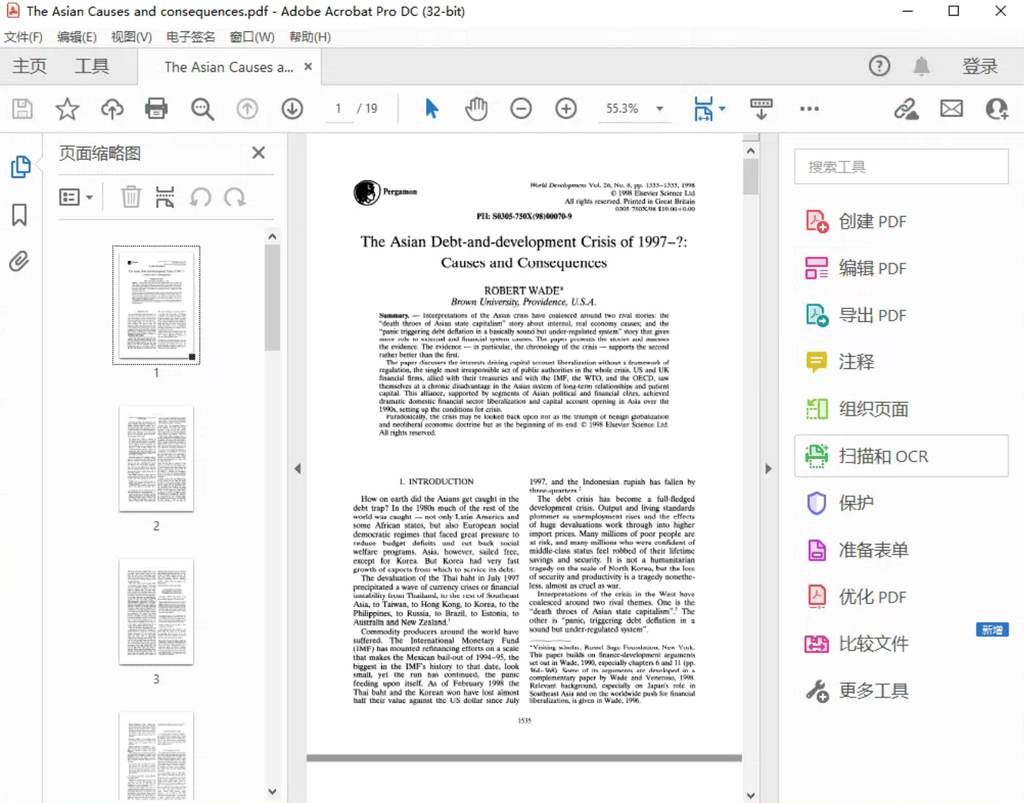 The Asian Causes and consequences.pdf - Adobe Acrobat Pro DC (32-bit)
文件(F) 编辑(E) 视图(V) 电子签名 窗口(W) 帮助(H)
主页 工具 The Asian Causes a... × 登录
1 / 19 55.3%
页面缩略图
1
2
3
Pergamon
World Development Vol. 26, No. 8, pp. 1535–1553, 1998
© 1998 Elsevier Science Ltd
All rights reserved. Printed in Great Britain
0305-750X/98 $19.00+0.00
PII: S0305-750X(98)00070-9
The Asian Debt-and-development Crisis of 1997–?:
Causes and Consequences
ROBERT WADE*
Brown University, Providence, U.S.A.
Summary. — Interpretations of the Asian crisis have coalesced around two rival stories: the
"death throes of Asian state capitalism" story about internal, real economy causes; and the
"panic triggering debt deflation in a basically sound but under-regulated system" story that gives
more role to external and financial system causes. The paper presents the stories and assesses
the evidence. The evidence — in particular, the chronology of the crisis — supports the second
rather better than the first.
The paper discusses the interests driving capital account liberalization without a framework of
regulation, the single most irresponsible act of public authorities in the whole crisis. US and UK
financial firms, allied with their treasuries and with the IMF, the WTO, and the OECD, saw
themselves at a chronic disadvantage in the Asian system of long-term relationships and patient
capital. This alliance, supported by segments of Asian political and financial elites, achieved
dramatic domestic financial sector liberalization and capital account opening in Asia over the
1990s, setting up the conditions for crisis.
Paradoxically, the crisis may be looked back upon not as the triumph of benign globalization
and neoliberal economic doctrine but as the beginning of its end. © 1998 Elsevier Science Ltd.
All rights reserved.
1. INTRODUCTION
How on earth did the Asians get caught in the
debt trap? In the 1980s much of the rest of the
world was caught — not only Latin America and
some African states, but also European social
democratic regimes that faced great pressure to
reduce budget deficits and cut back social
welfare programs. Asia, however, sailed free,
except for Korea. But Korea had very fast
growth of exports from which to service its debt.
The devaluation of the Thai baht in July 1997
precipitated a wave of currency crises or financial
instability from Thailand, to the rest of Southeast
Asia, to Taiwan, to Hong Kong, to Korea, to the
Philippines, to Russia, to Brazil, to Estonia, to
Australia and New Zealand.¹
Commodity producers around the world have
suffered. The International Monetary Fund
(IMF) has mounted refinancing efforts on a scale
that makes the Mexican bail-out of 1994–95, the
biggest in the IMF's history to that date, look
small, yet the run has continued, the panic
feeding upon itself. As of February 1998 the
Thai baht and the Korean won have lost almost
half their value against the US dollar since July
1997, and the Indonesian rupiah has fallen by
three-quarters.²
The debt crisis has become a full-fledged
development crisis. Output and living standards
plummet as unemployment rises and the effects
of huge devaluations work through into higher
import prices. Many millions of poor people are
at risk, and many millions who were confident of
middle-class status feel robbed of their lifetime
savings and security. It is not a humanitarian
tragedy on the scale of North Korea, but the loss
of security and productivity is a tragedy nonethe-
less, almost as cruel as war.
Interpretations of the crisis in the West have
coalesced around two rival themes. One is the
"death throes of Asian state capitalism".³ The
other is "panic, triggering debt deflation in a
sound but under-regulated system".
*Visiting scholar, Russel Sage Foundation, New York.
This paper builds on finance-development arguments
set out in Wade, 1990, especially chapters 6 and 11 (pp.
364–368). Some of its arguments are developed in a
complementary paper by Wade and Veneroso, 1998.
Relevant background, especially on Japan's role in
Southeast Asia and on the worldwide push for financial
liberalization, is given in Wade, 1996.
1535
搜索工具
创建 PDF
编辑 PDF
导出 PDF
注释
组织页面
扫描和 OCR
保护
准备表单
优化 PDF
新增
比较文件
更多工具